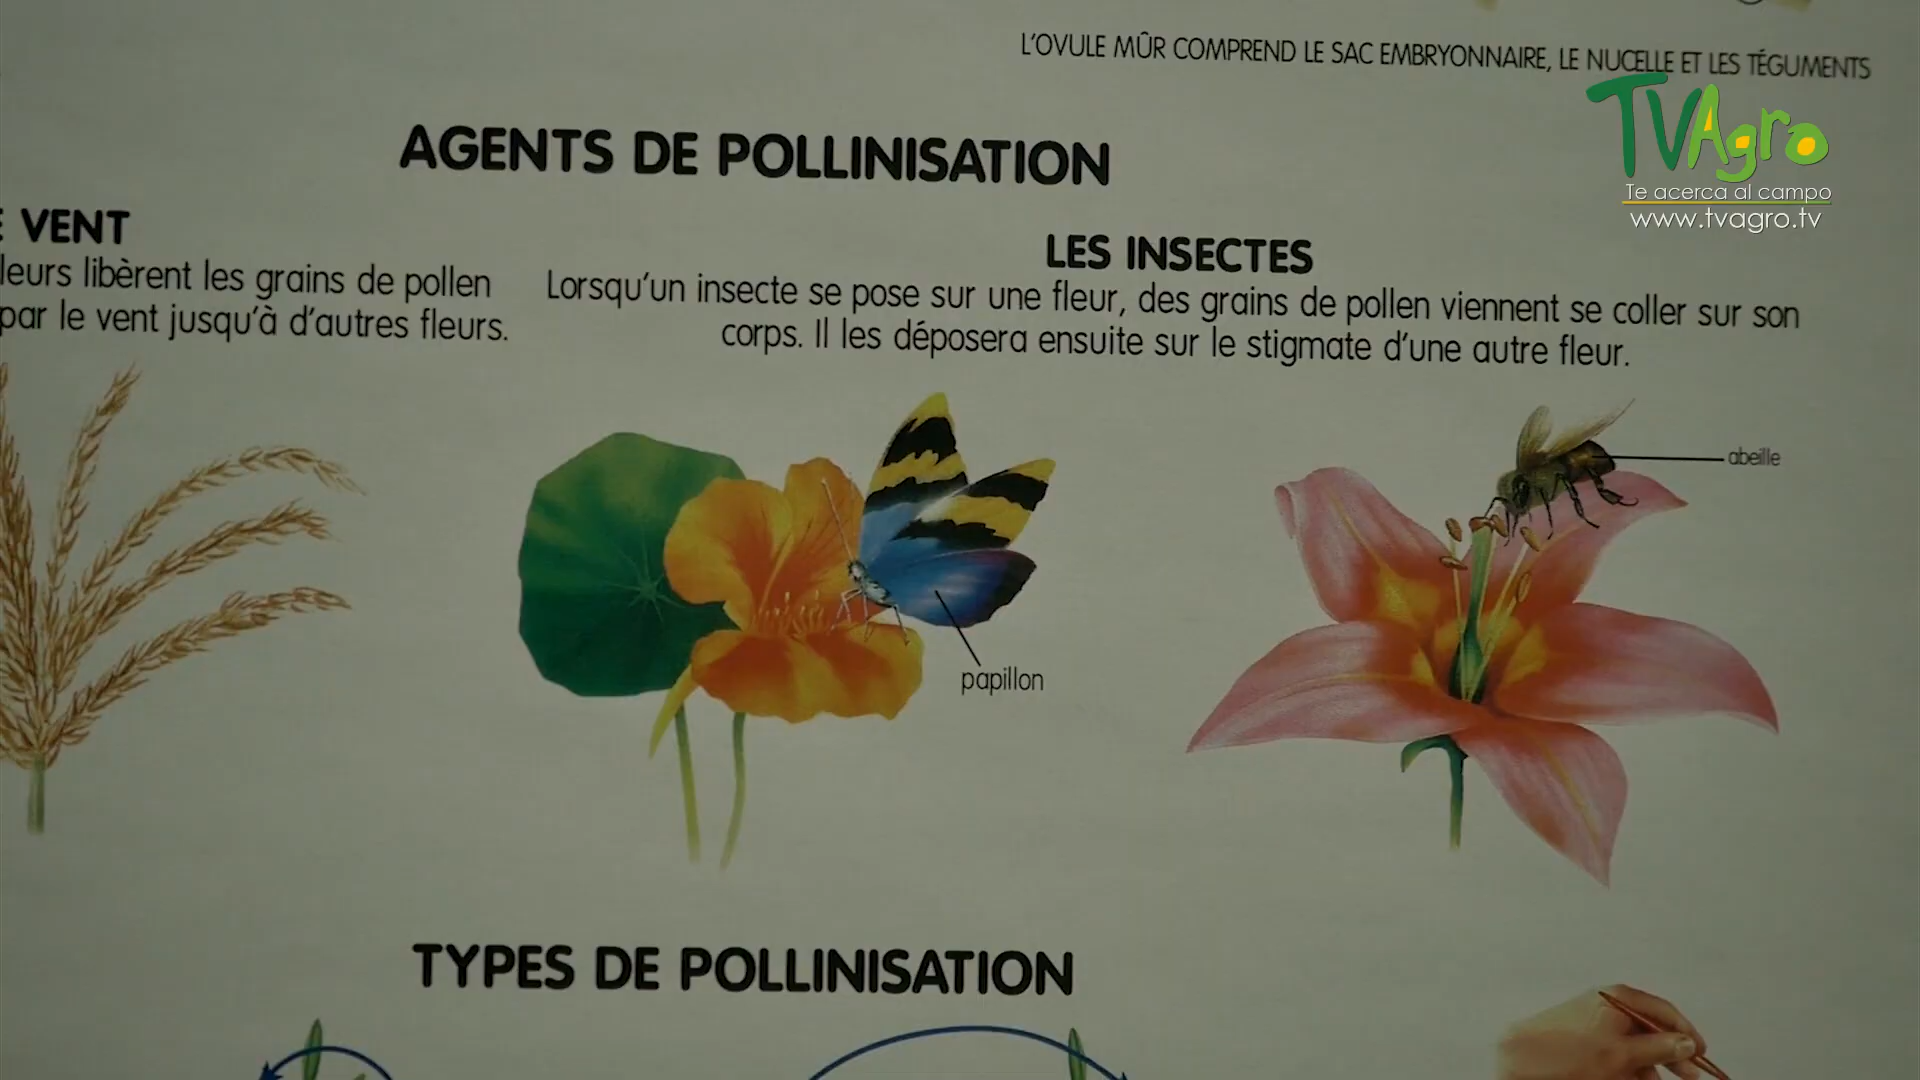 L'OVULE MÛR COMPREND LE SAC EMBRYONNAIRE, LE NUCELLE ET LES TÉGUMENTS
TVAgro
Te acerca al campo
www.tvagro.tv
AGENTS DE POLLINISATION
VENT
leurs libèrent les grains de pollen
par le vent jusqu'à d'autres fleurs.
LES INSECTES
Lorsqu'un insecte se pose sur une fleur, des grains de pollen viennent se coller sur son
corps. Il les déposera ensuite sur le stigmate d'une autre fleur.
abeille
papillon
TYPES DE POLLINISATION